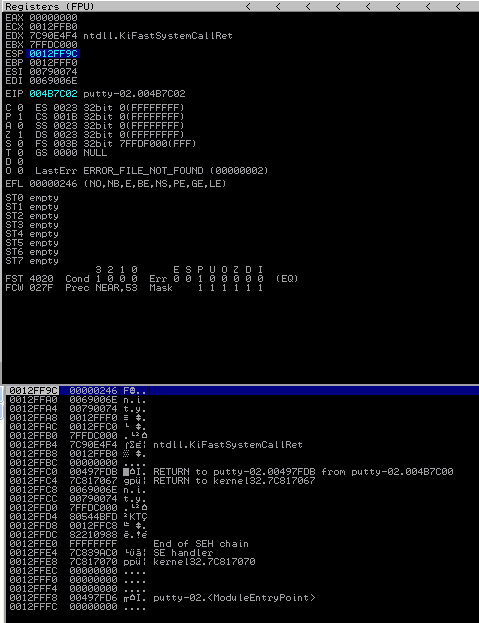 Registers (FPU) < < < < < < < <
EAX 00000000
ECX 0012FFB0
EDX 7C90E4F4 ntdll.KiFastSystemCallRet
EBX 7FFDC000
ESP 0012FF9C
EBP 0012FFF0
ESI 00790074
EDI 0069006E
EIP 004B7C02 putty-02.004B7C02
C 0 ES 0023 32bit 0(FFFFFFFF)
P 1 CS 001B 32bit 0(FFFFFFFF)
A 0 SS 0023 32bit 0(FFFFFFFF)
Z 1 DS 0023 32bit 0(FFFFFFFF)
S 0 FS 003B 32bit 7FFDF000(FFF)
T 0 GS 0000 NULL
D 0
O 0 LastErr ERROR_FILE_NOT_FOUND (00000002)
EFL 00000246 (NO,NB,E,BE,NS,PE,GE,LE)
ST0 empty
ST1 empty
ST2 empty
ST3 empty
ST4 empty
ST5 empty
ST6 empty
ST7 empty
3 2 1 0 E S P U O Z D I
FST 4020 Cond 1 0 0 0 Err 0 0 1 0 0 0 0 0 (EQ)
FCW 027F Prec NEAR,53 Mask 1 1 1 1 1 1
0012FF9C 00000246 F☻..
0012FFA0 0069006E n.i.
0012FFA4 00790074 t.y.
0012FFA8 0012FFF0
0012FFAC 0012FFC0
0012FFB0 7FFDC000
0012FFB4 7C90E4F4 ntdll.KiFastSystemCallRet
0012FFB8 0012FFB0
0012FFBC 00000000 ....
0012FFC0 00497FDB RETURN to putty-02.00497FDB from putty-02.004B7C00
0012FFC4 7C817067 RETURN to kernel32.7C817067
0012FFC8 0069006E n.i.
0012FFCC 00790074 t.y.
0012FFD0 7FFDC000
0012FFD4 80544BFD
0012FFD8 0012FFC8
0012FFDC 82210988
0012FFE0 FFFFFFFF End of SEH chain
0012FFE4 7C839AC0 SE handler
0012FFE8 7C817070 kernel32.7C817070
0012FFEC 00000000 ....
0012FFF0 00000000 ....
0012FFF4 00000000 ....
0012FFF8 00497FD6 putty-02.<ModuleEntryPoint>
0012FFFC 00000000 ....